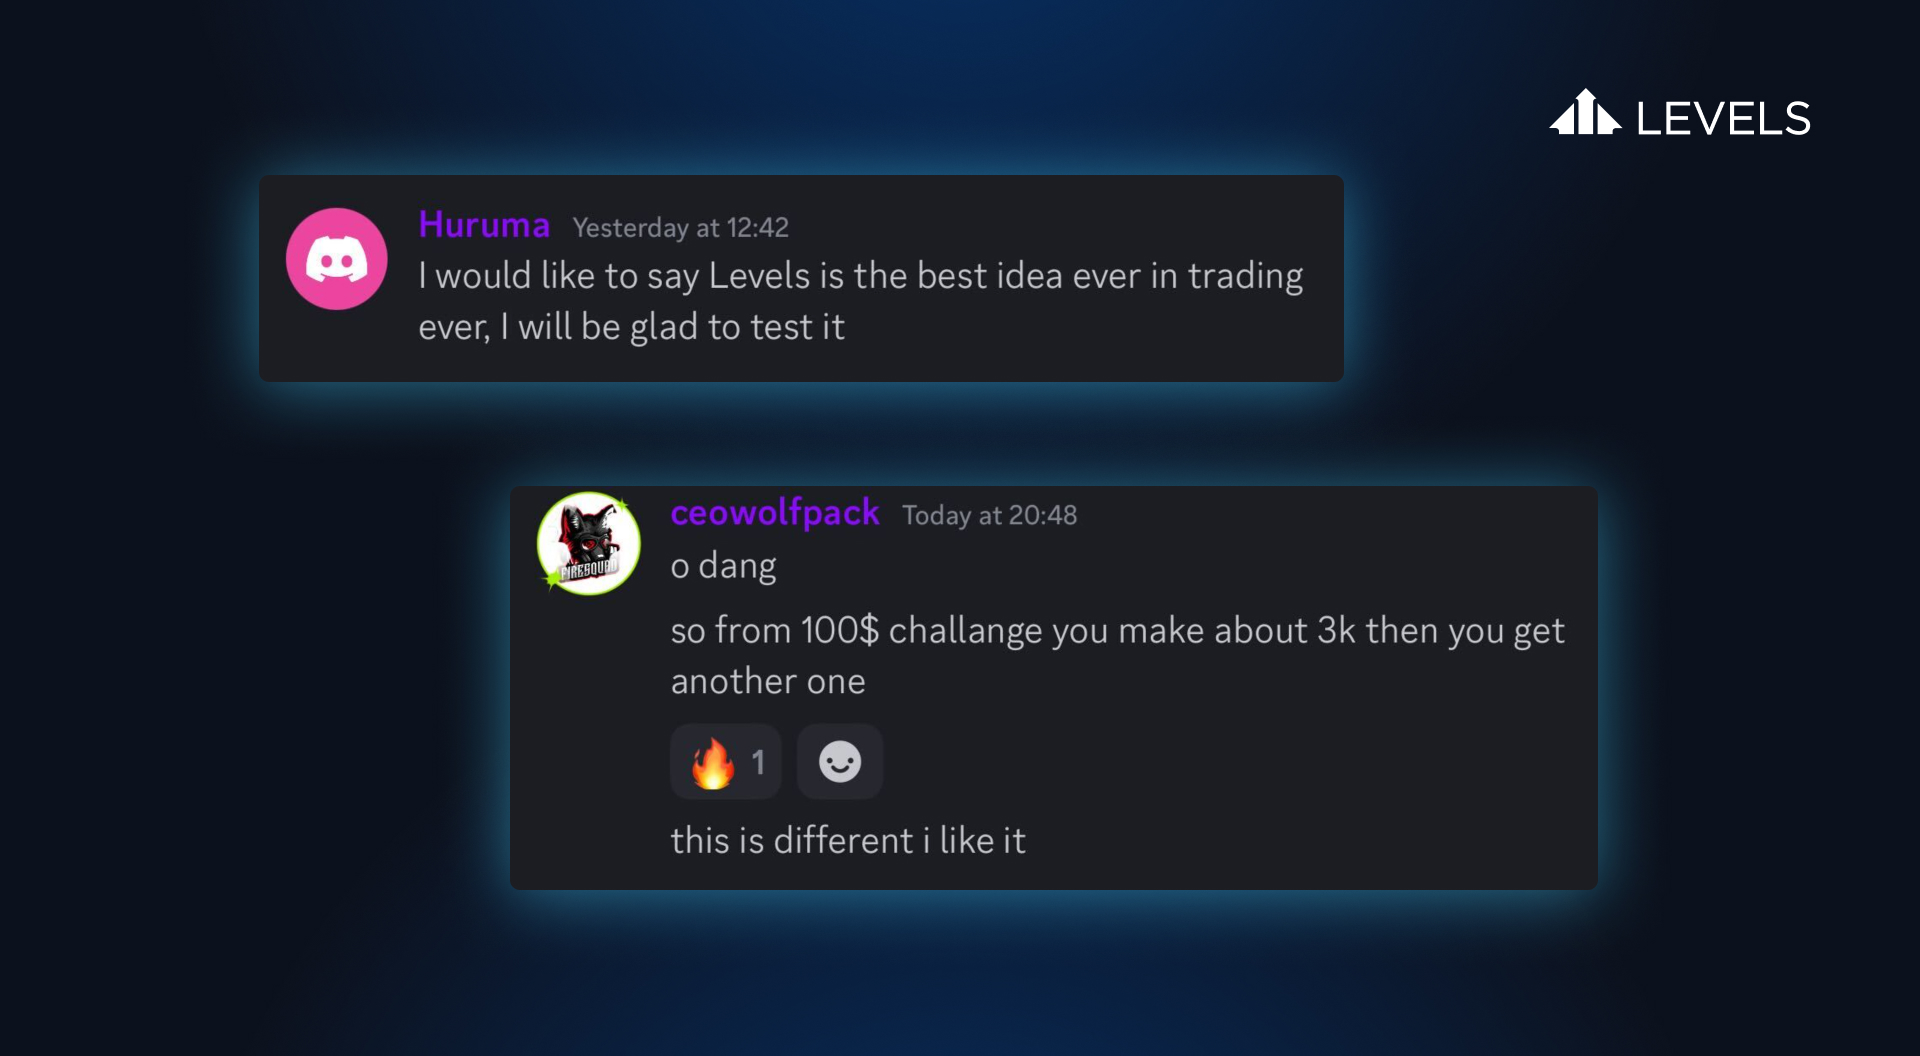 LEVELS
Huruma Yesterday at 12:42
I would like to say Levels is the best idea ever in trading
ever, I will be glad to test it
ceowolfpack Today at 20:48
FIRESQUAD
o dang
so from 100$ challange you make about 3k then you get
another one
🔥 1
this is different i like it